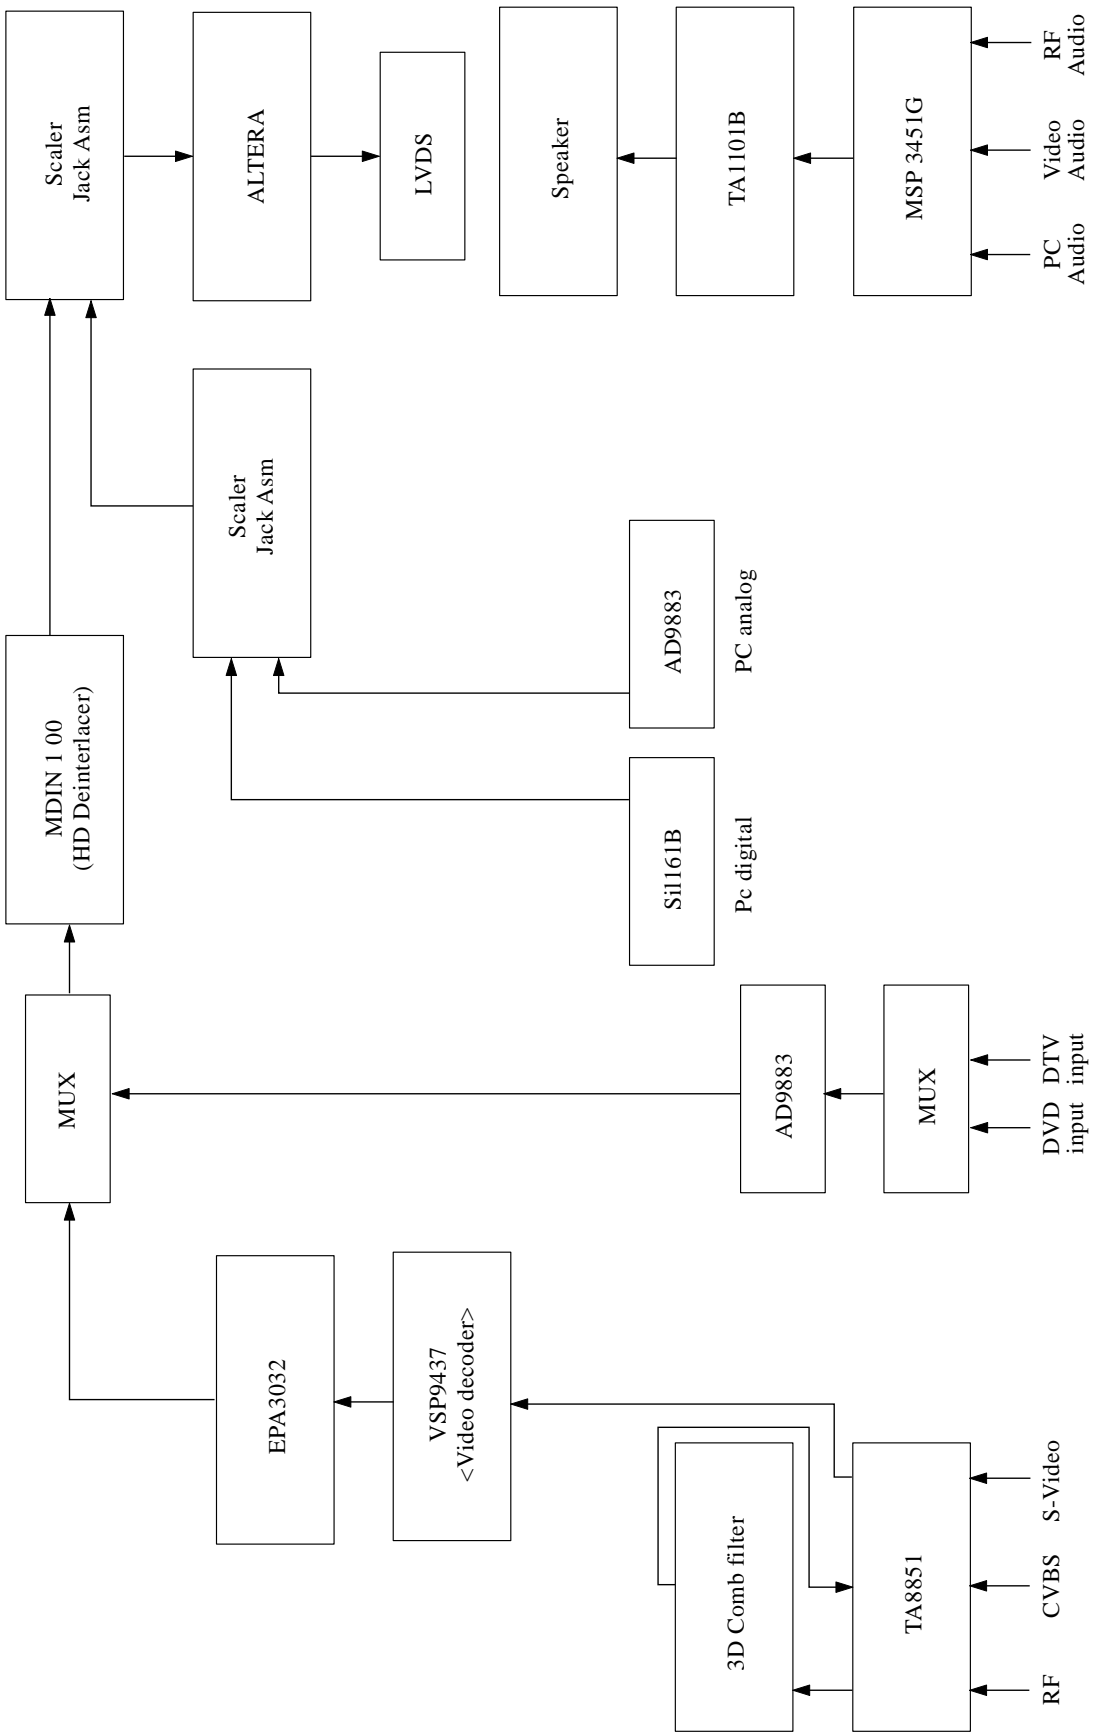 Scaler
Jack Asm
ALTERA
LVDS
Speaker
TA1101B
MSP 3451G
RF
Audio
Video
Audio
PC
Audio
Scaler
Jack Asm
MDIN 1 00
(HD Deinterlacer)
AD9883
PC analog
Sil161B
Pc digital
MUX
AD9883
MUX
DTV
input
DVD
input
EPA3032
VSP9437
<Video decoder>
3D Comb filter
TA8851
S-Video
CVBS
RF